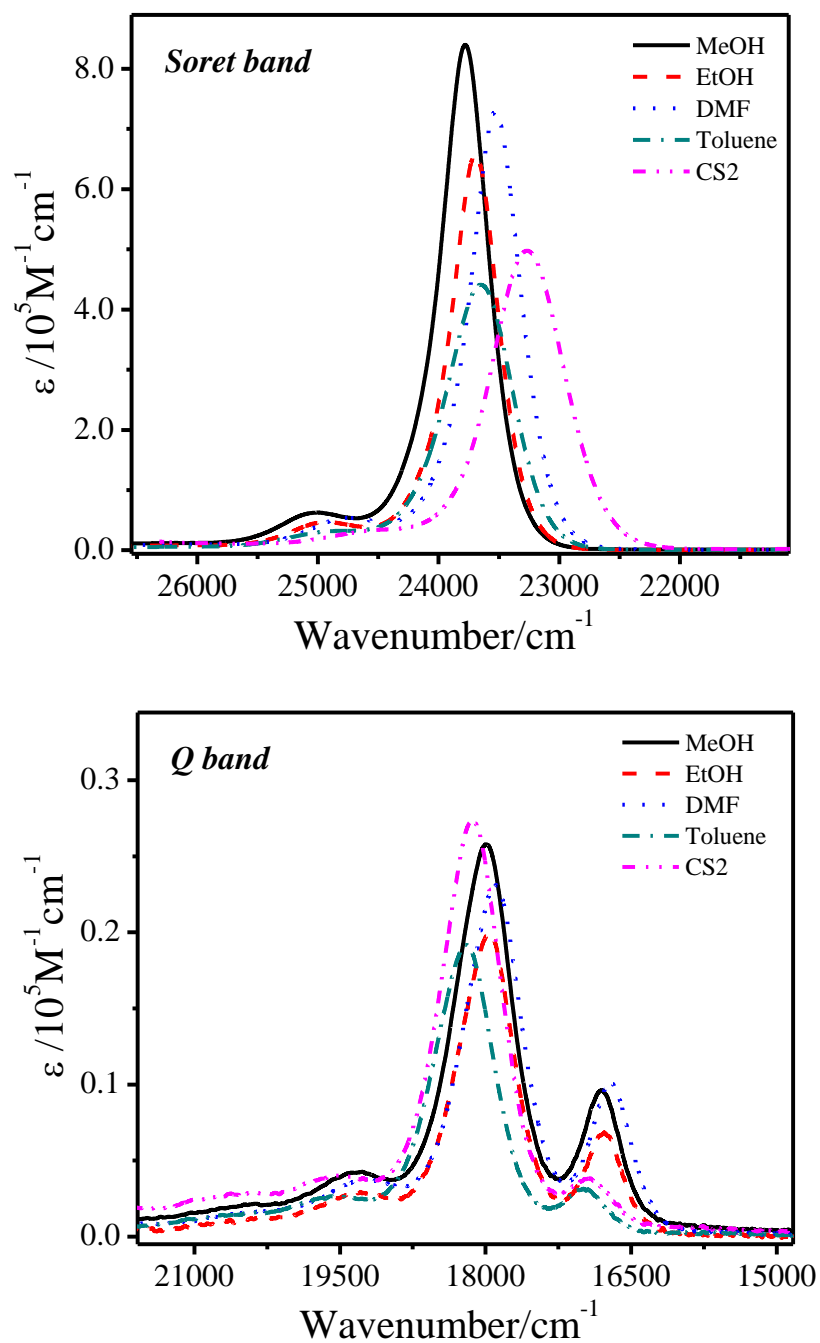 Soret band
MeOH
EtOH
DMF
Toluene
CS2
8.0
6.0
4.0
2.0
0.0
ε /10⁵M⁻¹cm⁻¹
26000 25000 24000 23000 22000
Wavenumber/cm⁻¹
Q band
MeOH
EtOH
DMF
Toluene
CS2
0.3
0.2
0.1
0.0
ε /10⁵M⁻¹cm⁻¹
21000 19500 18000 16500 15000
Wavenumber/cm⁻¹